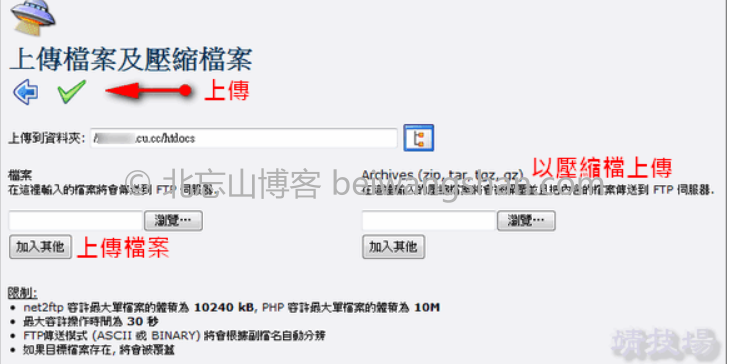 上傳檔案及壓縮檔案
上傳
上傳到資料夾: / .cu.cc/htdocs
檔案
在這裡輸入的檔案將會傳送到 FTP 伺服器.
瀏覽...
加入其他
上傳檔案
Archives (zip, tar, tgz, gz)
以壓縮檔上傳
在這裡輸入的壓縮檔案將會被解壓並且把內含的檔案傳送到 FTP 伺服器.
瀏覽...
加入其他
© 北忘山博客 beiwangshan.com
限制:
• net2ftp 容許最大單檔案的體積為 10240 kB, PHP 容許最大單檔案的體積為 10M
• 最大容許操作時間為 30 秒
• FTP傳送模式 (ASCII 或 BINARY) 將會根據副檔名自動分辨
• 如果目標檔案存在, 將會被覆蓋